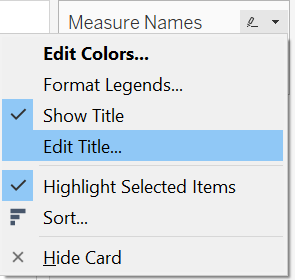 Measure Names
Edit Colors...
Format Legends...
Show Title
Edit Title...
Highlight Selected Items
Sort...
Hide Card